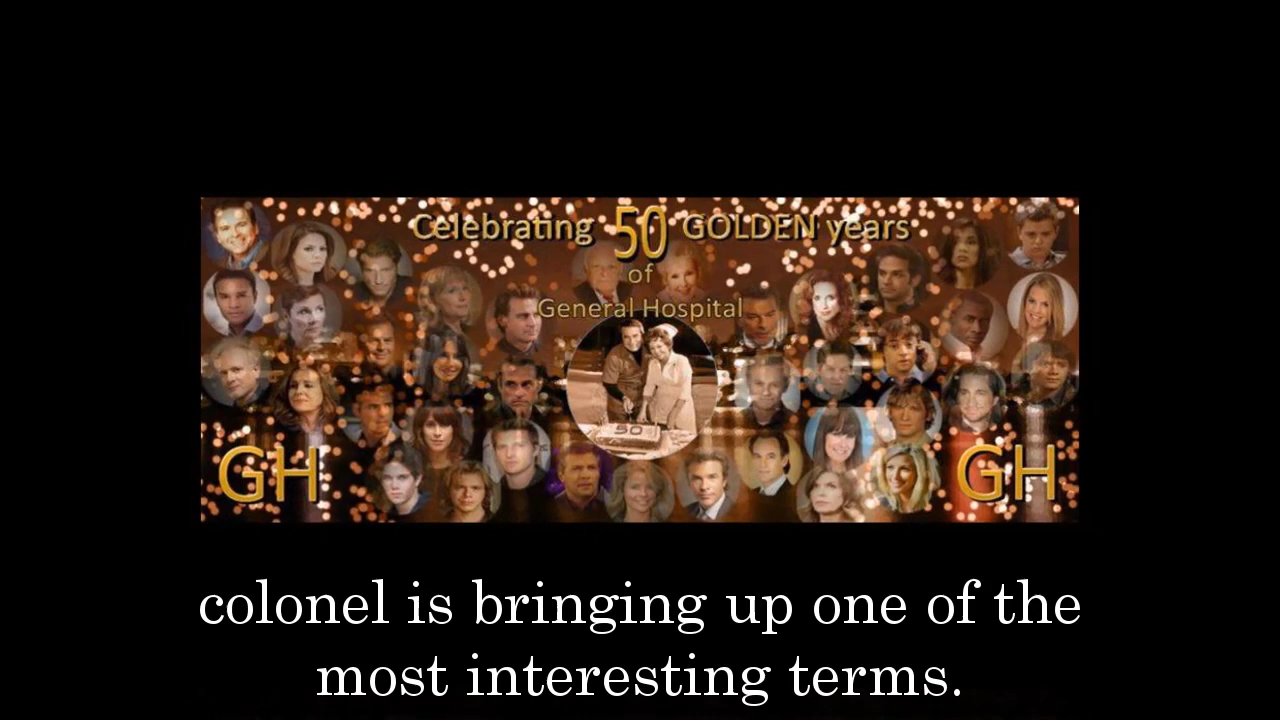 Celebrating 50 GOLDEN years
of
General Hospital
50
GH GH
colonel is bringing up one of the
most interesting terms.